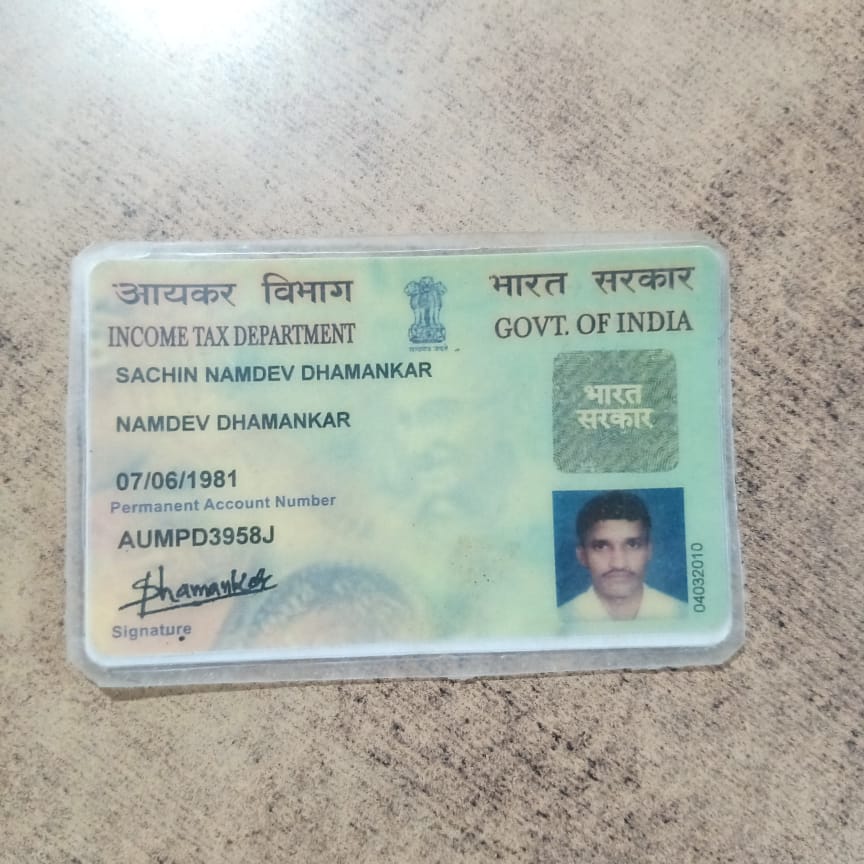 आयकर विभाग
INCOME TAX DEPARTMENT
भारत सरकार
GOVT. OF INDIA
SACHIN NAMDEV DHAMANKAR
NAMDEV DHAMANKAR
07/06/1981
Permanent Account Number
AUMPD3958J
Dhamankar
Signature
भारत
सरकार
04032010